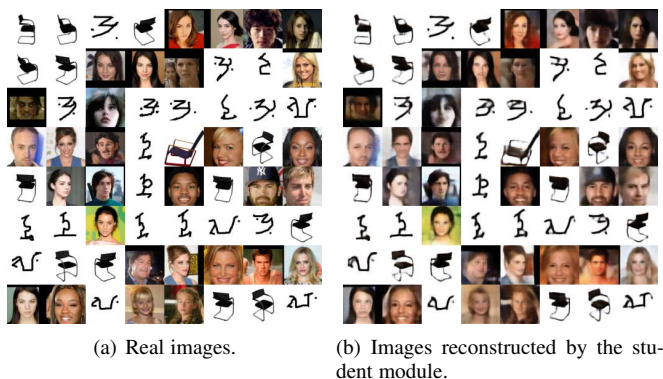 (a) Real images.
(b) Images reconstructed by the stu-
dent module.